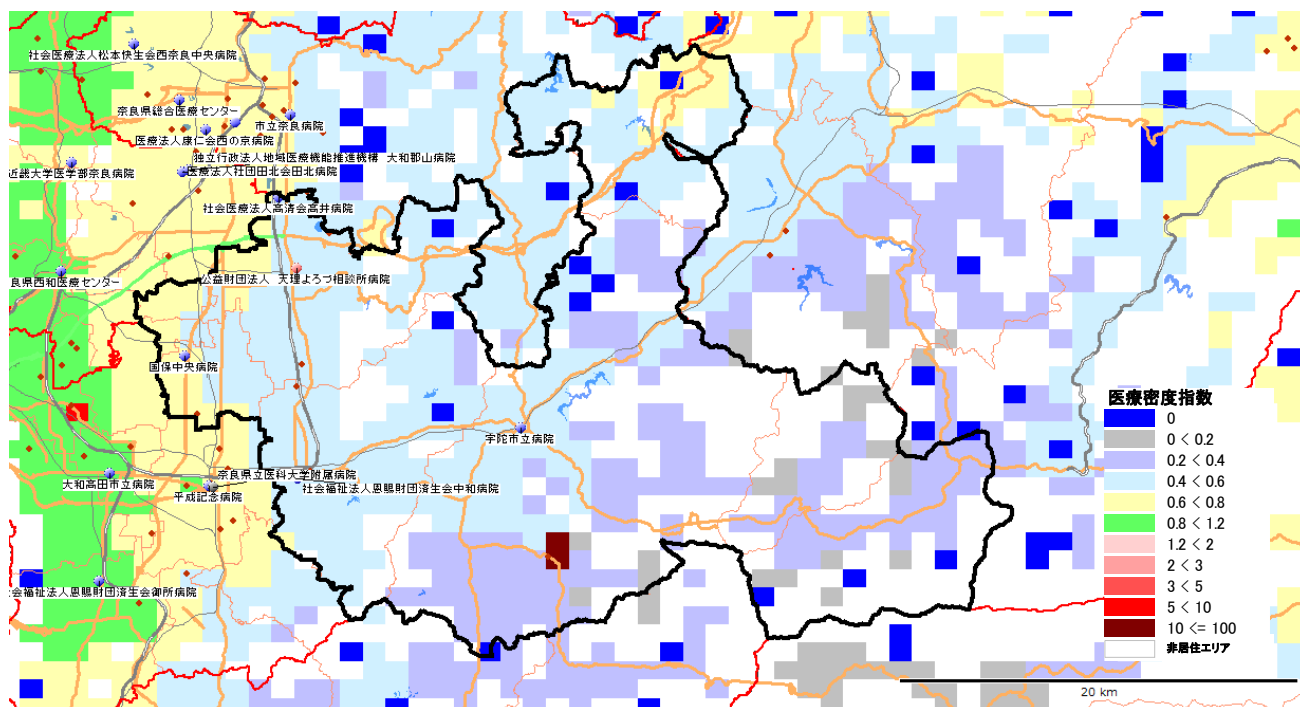 社会医療法人松本快生会西奈良中央病院
奈良県総合医療センター
市立奈良病院
医療法人康仁会西の京病院
独立行政法人地域医療機能推進機構 大和郡山病院
近畿大学医学部奈良病院
医療法人社団田北会田北病院
社会医療法人高清会高井病院
良県西和医療センター
公益財団法人 天理よろづ相談所病院
国保中央病院
宇陀市立病院
奈良県立医科大学附属病院
大和高田市立病院
社会福祉法人恩賜財団済生会中和病院
平成記念病院
会福祉法人恩賜財団済生会御所病院
医療密度指数
0
0 < 0.2
0.2 < 0.4
0.4 < 0.6
0.6 < 0.8
0.8 < 1.2
1.2 < 2
2 < 3
3 < 5
5 < 10
10 <= 100
非居住エリア
20 km